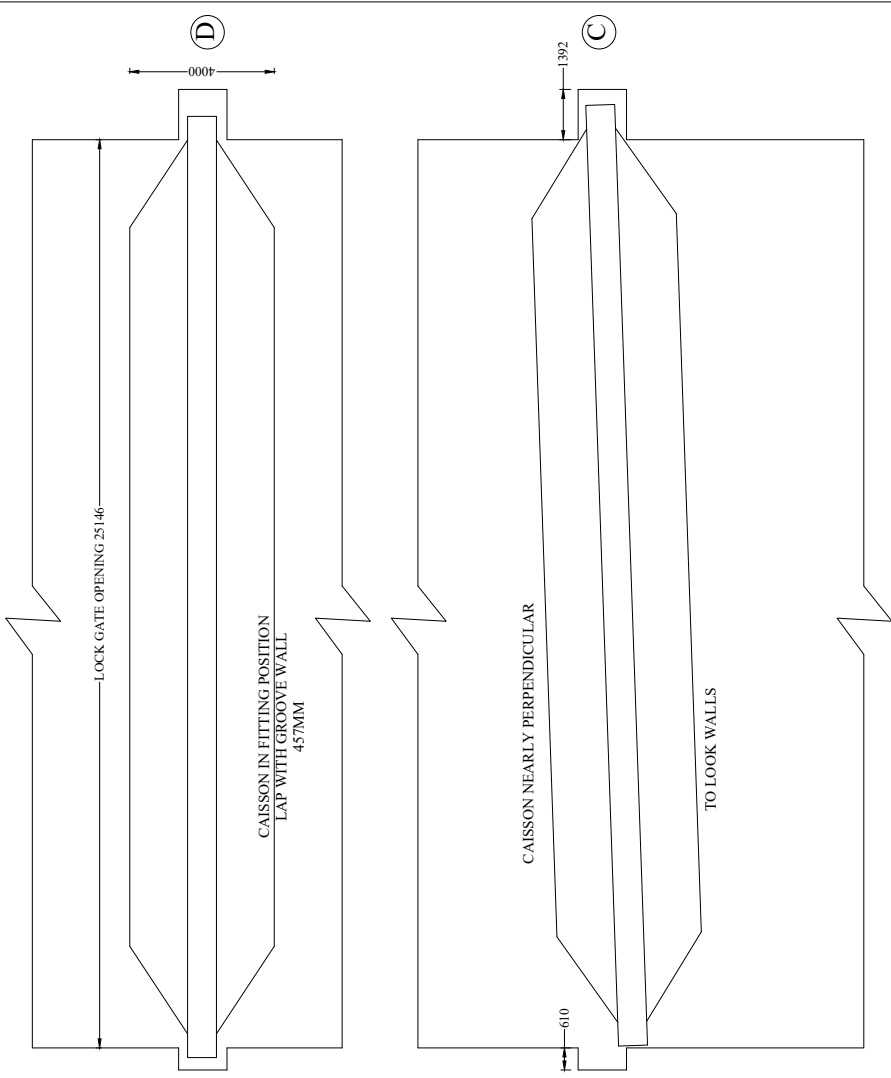 D
4000
LOCK GATE OPENING 25146
CAISSON IN FITTING POSITION
LAP WITH GROOVE WALL
457MM
C
1392
CAISSON NEARLY PERPENDICULAR
TO LOOK WALLS
610